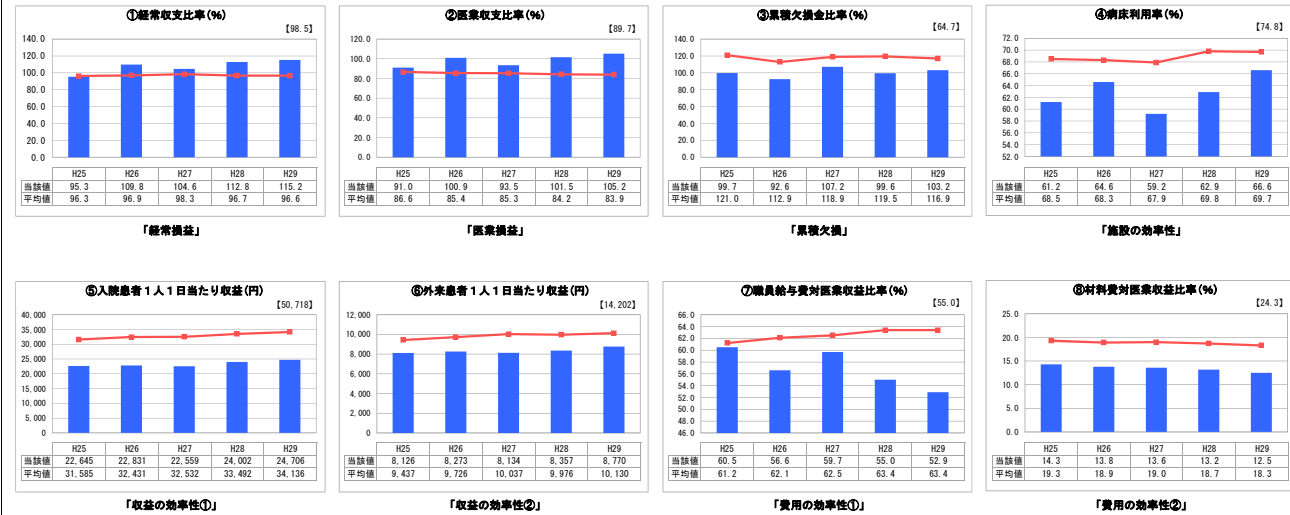 ①経常収支比率(%)
【98.5】
140.0
120.0
100.0
80.0
60.0
40.0
20.0
0.0
H25 H26 H27 H28 H29
当該値 95.3 109.8 104.6 112.8 115.2
平均値 96.3 96.9 98.3 96.7 96.6
「経常損益」
②医業収支比率(%)
【89.7】
120.0
100.0
80.0
60.0
40.0
20.0
0.0
H25 H26 H27 H28 H29
当該値 91.0 100.9 93.5 101.5 105.2
平均値 86.6 85.4 85.3 84.2 83.9
「医業損益」
③累積欠損金比率(%)
【64.7】
140.0
120.0
100.0
80.0
60.0
40.0
20.0
0.0
H25 H26 H27 H28 H29
当該値 99.7 92.6 107.2 99.6 103.2
平均値 121.0 112.9 118.9 119.5 116.9
「累積欠損」
④病床利用率(%)
【74.8】
72.0
70.0
68.0
66.0
64.0
62.0
60.0
58.0
56.0
54.0
52.0
H25 H26 H27 H28 H29
当該値 61.2 64.6 59.2 62.9 66.6
平均値 68.5 68.3 67.9 69.8 69.7
「施設の効率性」
⑤入院患者1人1日当たり収益(円)
【50,718】
40,000
35,000
30,000
25,000
20,000
15,000
10,000
5,000
0
H25 H26 H27 H28 H29
当該値 22,645 22,831 22,559 24,002 24,706
平均値 31,585 32,431 32,532 33,492 34,136
「収益の効率性①」
⑥外来患者1人1日当たり収益(円)
【14,202】
12,000
10,000
8,000
6,000
4,000
2,000
0
H25 H26 H27 H28 H29
当該値 8,126 8,273 8,134 8,357 8,770
平均値 9,437 9,726 10,037 9,976 10,130
「収益の効率性②」
⑦職員給与費対医業収益比率(%)
【55.0】
66.0
64.0
62.0
60.0
58.0
56.0
54.0
52.0
50.0
48.0
46.0
H25 H26 H27 H28 H29
当該値 60.5 56.6 59.7 55.0 52.9
平均値 61.2 62.1 62.5 63.4 63.4
「費用の効率性①」
⑧材料費対医業収益比率(%)
【24.3】
25.0
20.0
15.0
10.0
5.0
0.0
H25 H26 H27 H28 H29
当該値 14.3 13.8 13.6 13.2 12.5
平均値 19.3 18.9 19.0 18.7 18.3
「費用の効率性②」